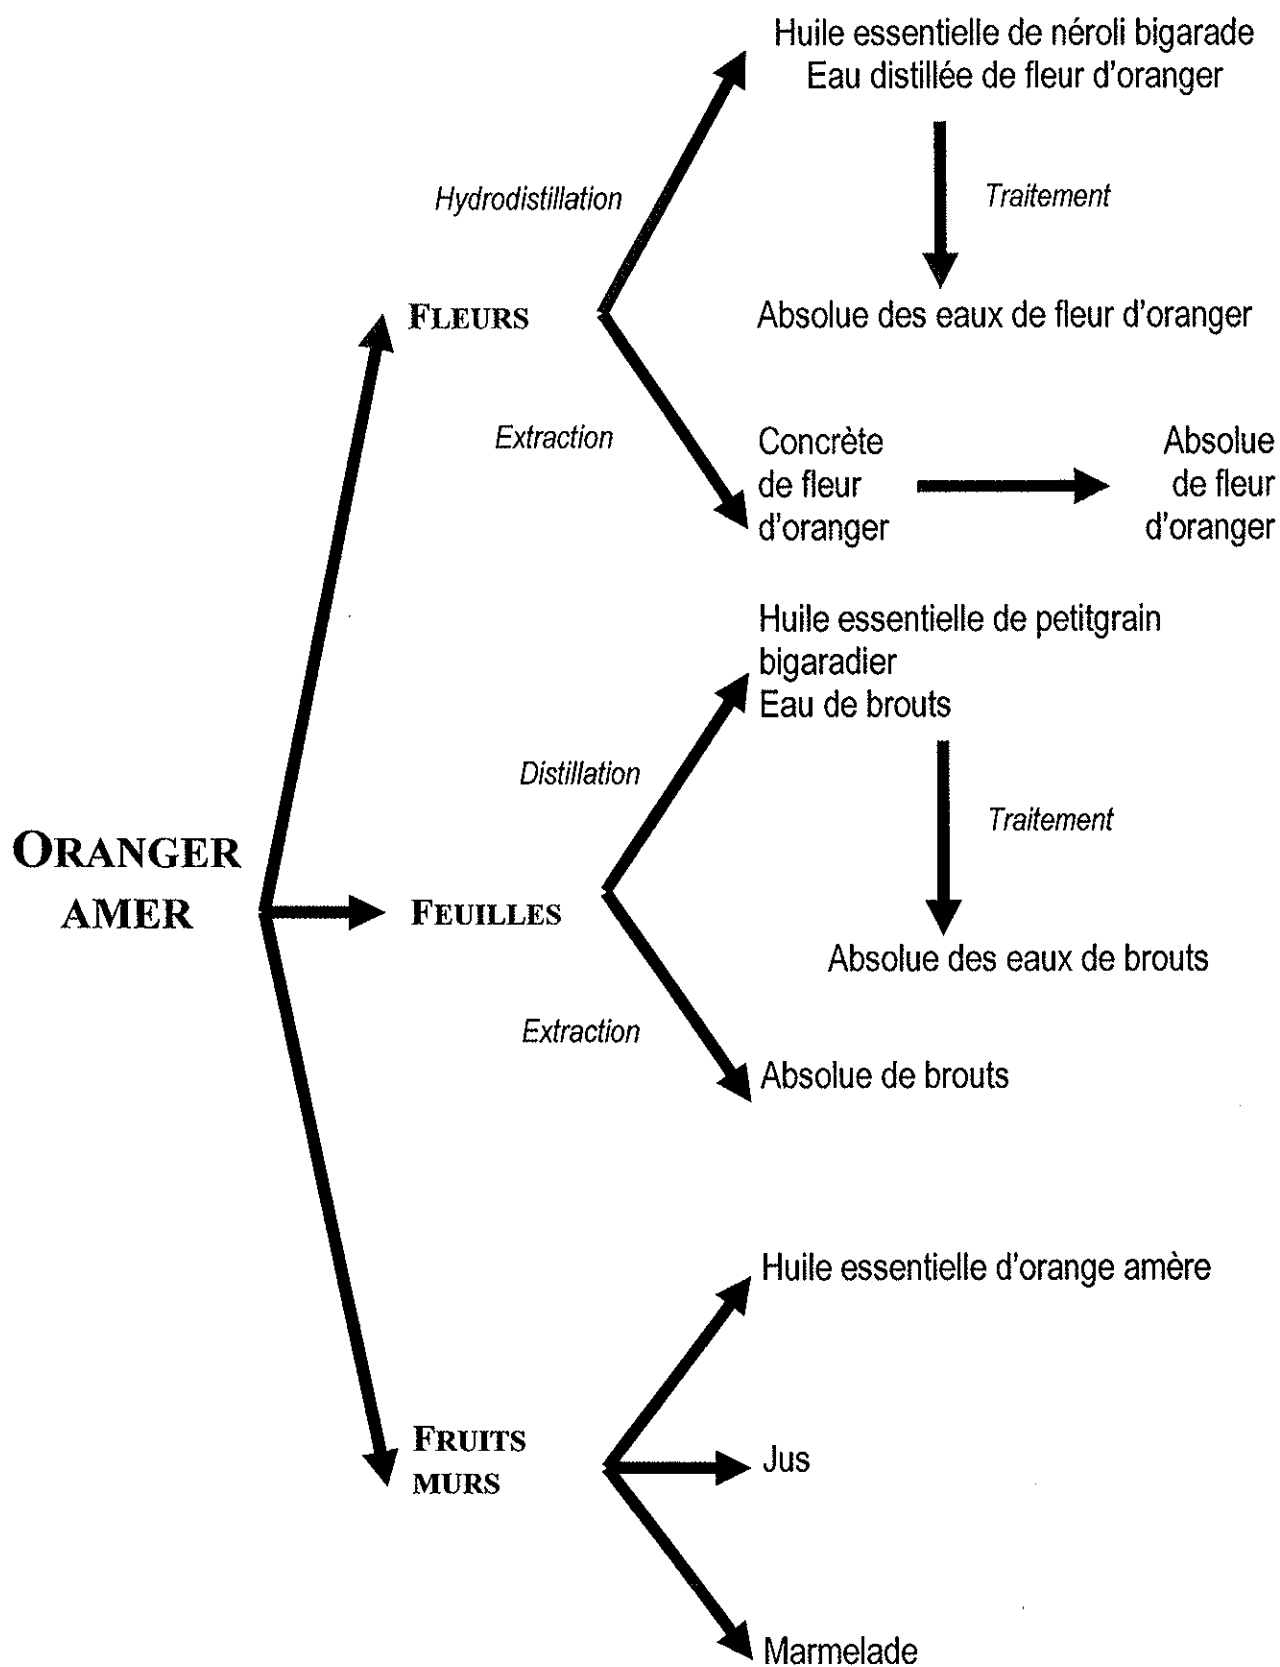 Huile essentielle de néroli bigarade
Eau distillée de fleur d'oranger
Hydrodistillation
Traitement
FLEURS
Absolue des eaux de fleur d'oranger
Extraction
Concrète
de fleur
d'oranger
Absolue
de fleur
d'oranger
Huile essentielle de petitgrain
bigaradier
Eau de brouts
Distillation
Traitement
ORANGER
AMER
FEUILLES
Absolue des eaux de brouts
Extraction
Absolue de brouts
Huile essentielle d'orange amère
FRUITS
MURS
Jus
Marmelade